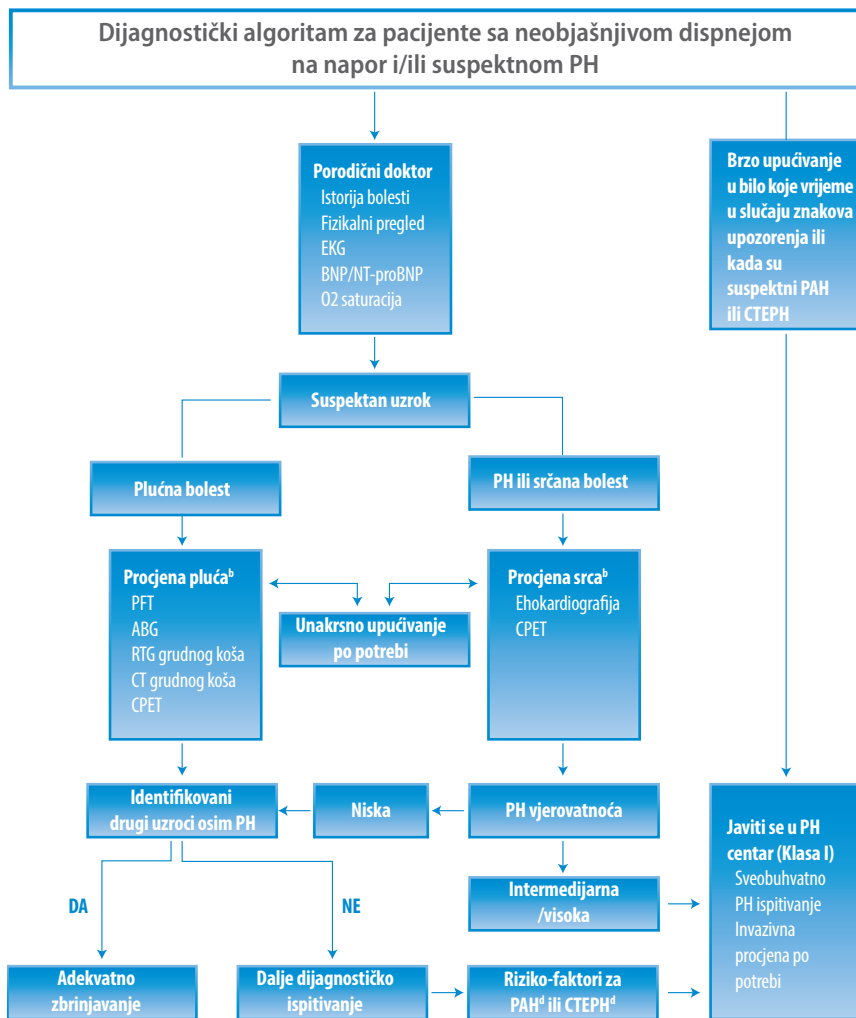 Dijagnostički algoritam za pacijente sa neobjašnjivom dispnejom
na napor i/ili suspektnom PH
Porodični doktor
Istorija bolesti
Fizikalni pregled
EKG
BNP/NT-proBNP
O2 saturacija
Brzo upućivanje
u bilo koje vrijeme
u slučaju znakova
upozorenja ili
kada su
suspektni PAH
ili CTEPH
Suspektan uzrok
Plućna bolest
PH ili srčana bolest
Procjena plućaᵇ
PFT
ABG
RTG grudnog koša
CT grudnog koša
CPET
Unakrsno upućivanje
po potrebi
Procjena srcaᵇ
Ehokardiografija
CPET
Identifikovani
drugi uzroci osim PH
Niska
PH vjerovatnoća
Intermedijarna
/visoka
Javiti se u PH
centar (Klasa I)
Sveobuhvatno
PH ispitivanje
Invazivna
procjena po
potrebi
DA
NE
Adekvatno
zbrinjavanje
Dalje dijagnostičko
ispitivanje
Riziko-faktori za
PAHᵈ ili CTEPHᵈ